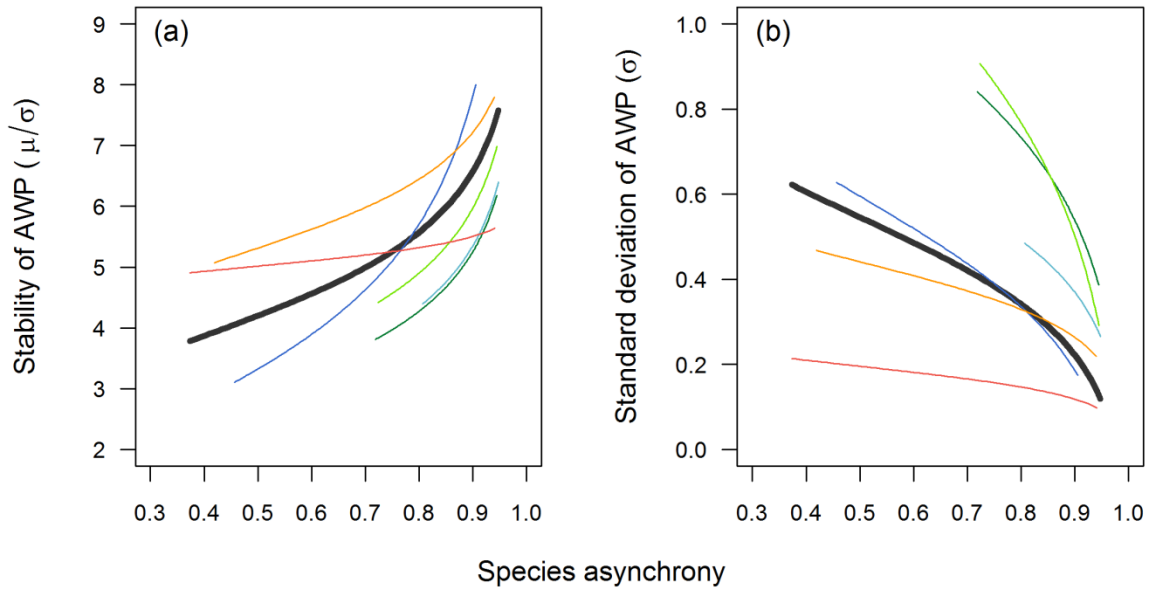 (a)
Stability of AWP ( μ/σ)
9
8
7
6
5
4
3
2
0.3 0.4 0.5 0.6 0.7 0.8 0.9 1.0
(b)
Standard deviation of AWP (σ)
1.0
0.8
0.6
0.4
0.2
0.0
0.3 0.4 0.5 0.6 0.7 0.8 0.9 1.0
Species asynchrony